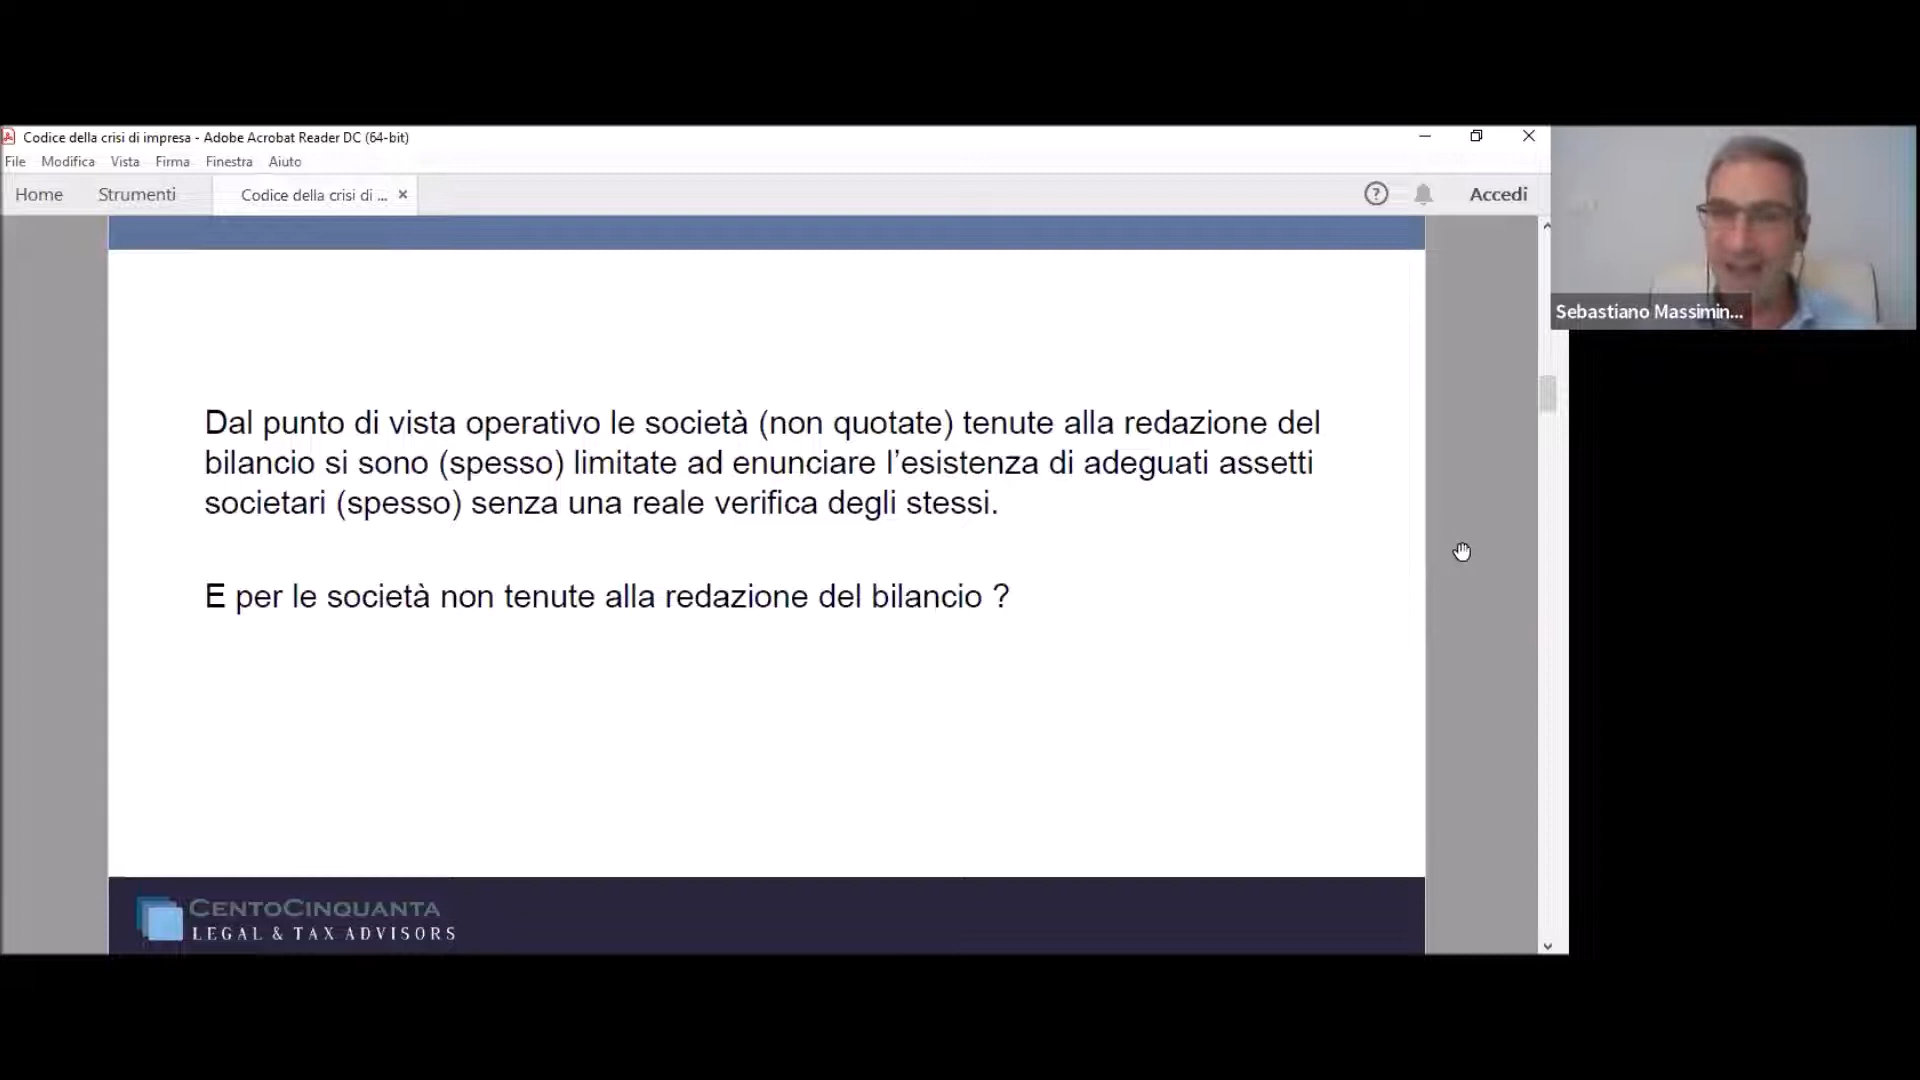 Codice della crisi di impresa - Adobe Acrobat Reader DC (64-bit)
File Modifica Vista Firma Finestra Aiuto
Home Strumenti Codice della crisi di ... Accedi
Sebastiano Massimin...
Dal punto di vista operativo le società (non quotate) tenute alla redazione del
bilancio si sono (spesso) limitate ad enunciare l'esistenza di adeguati assetti
societari (spesso) senza una reale verifica degli stessi.
E per le società non tenute alla redazione del bilancio ?
CENTOCINQUANTA
LEGAL & TAX ADVISORS